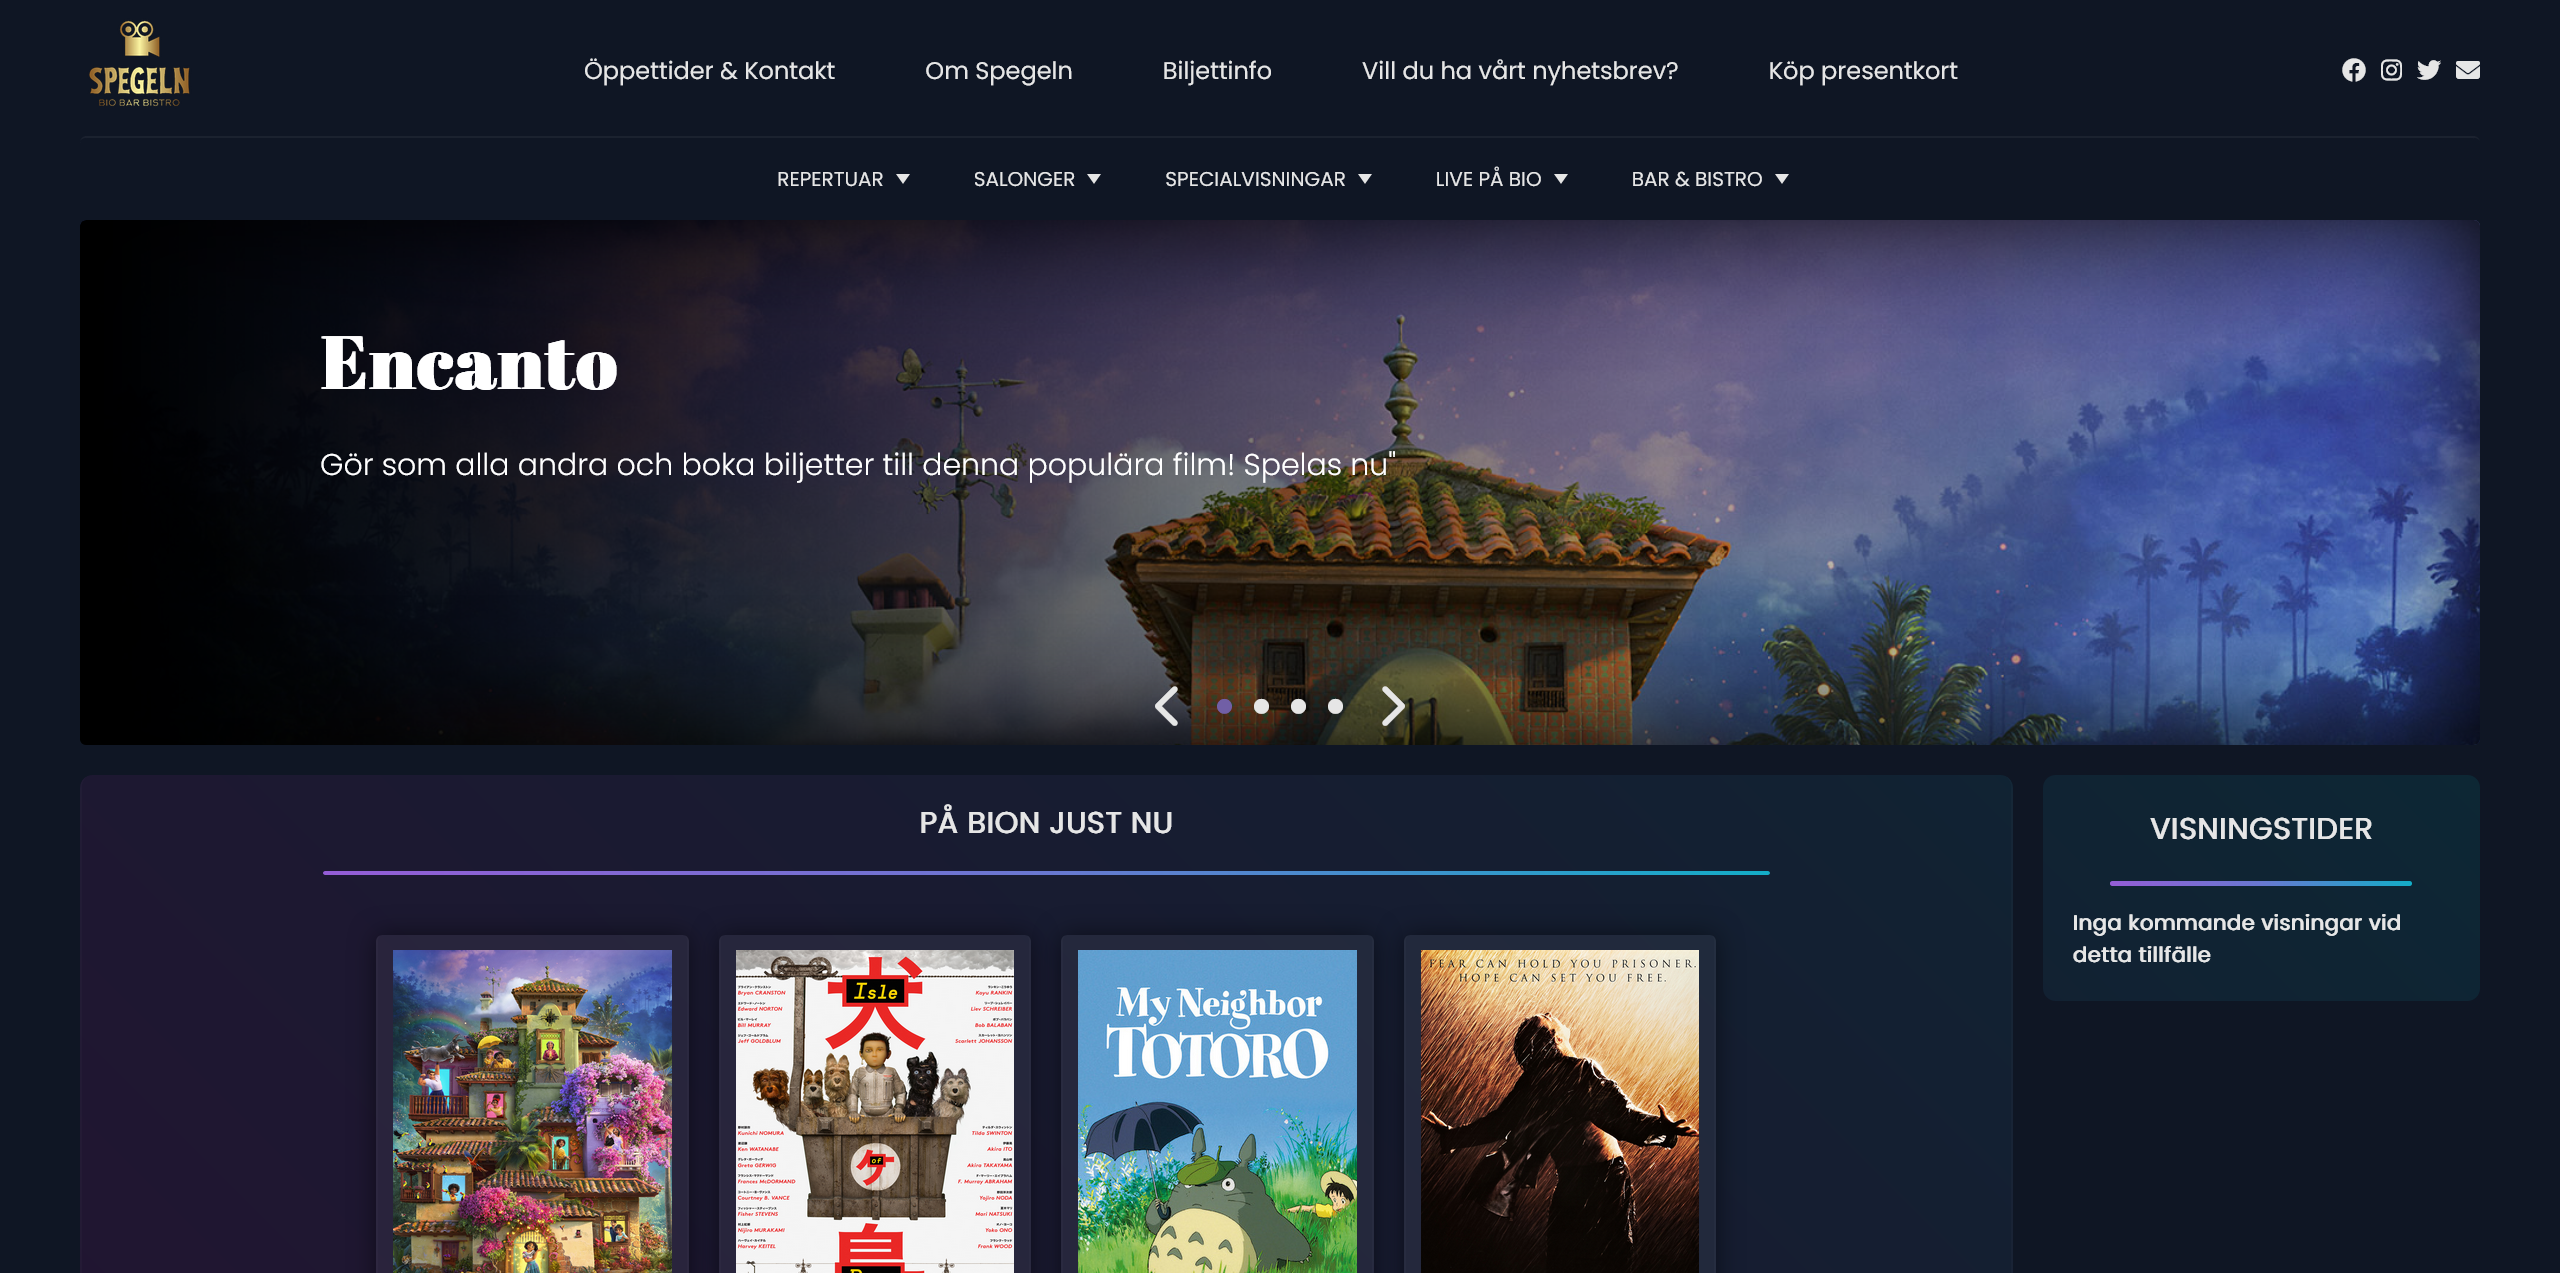 SPEGELN
BIO BAR BISTRO
Öppettider & Kontakt
Om Spegeln
Biljettinfo
Vill du ha vårt nyhetsbrev?
Köp presentkort
REPERTUAR
SALONGER
SPECIALVISNINGAR
LIVE PÅ BIO
BAR & BISTRO
Encanto
Gör som alla andra och boka biljetter till denna populära film! Spelas nu"
PÅ BION JUST NU
犬
Isle
Bryan CRANSTON
Edward NORTON
Bill MURRAY
Jeff GOLDBLUM
Koyu RANKIN
Liev SCHREIBER
Bob BALABAN
Scarlett JOHANSSON
Kunichi NOMURA
Ken WATANABE
Greta GERWIG
Frances McDORMAND
Courtney B. VANCE
Fisher STEVENS
Nijiro MURAKAMI
Harvey KEITEL
ケ
of
Tilda SWINTON
Akira ITO
Akira TAKAYAMA
F. Murray ABRAHAM
Yojiro NODA
Mari NATSUKI
Yoko ONO
Frank WOOD
My Neighbor
TOTORO
FEAR CAN HOLD YOU PRISONER.
HOPE CAN SET YOU FREE.
VISNINGSTIDER
Inga kommande visningar vid
detta tillfälle